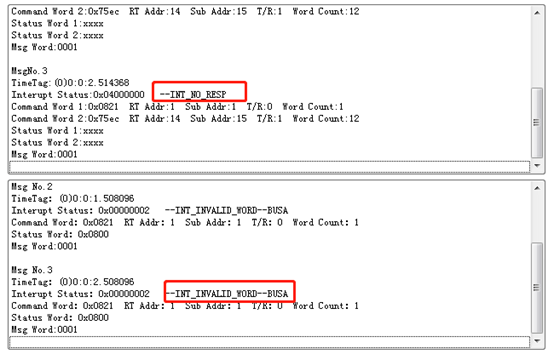 Command Word 2:0x75ec RT Addr:14 Sub Addr:15 T/R:1 Word Count:12
Status Word 1:xxxx
Status Word 2:xxxx
Msg Word:0001
MsgNo.3
TimeTag:(0)0:0:2.514368
Interupt Status:0x04000000 --INT_NO_RESP
Command Word 1:0x0821 RT Addr:1 Sub Addr:1 T/R:0 Word Count:1
Command Word 2:0x75ec RT Addr:14 Sub Addr:15 T/R:1 Word Count:12
Status Word 1:xxxx
Status Word 2:xxxx
Msg Word:0001
Msg No.2
TimeTag: (0)0:0:1.508096
Interupt Status: 0x00000002 --INT_INVALID_WORD--BUSA
Command Word: 0x0821 RT Addr: 1 Sub Addr: 1 T/R: 0 Word Count: 1
Status Word: 0x0800
Msg Word:0001
Msg No.3
TimeTag: (0)0:0:2.508096
Interupt Status: 0x00000002 --INT_INVALID_WORD--BUSA
Command Word: 0x0821 RT Addr: 1 Sub Addr: 1 T/R: 0 Word Count: 1
Status Word: 0x0800
Msg Word:0001